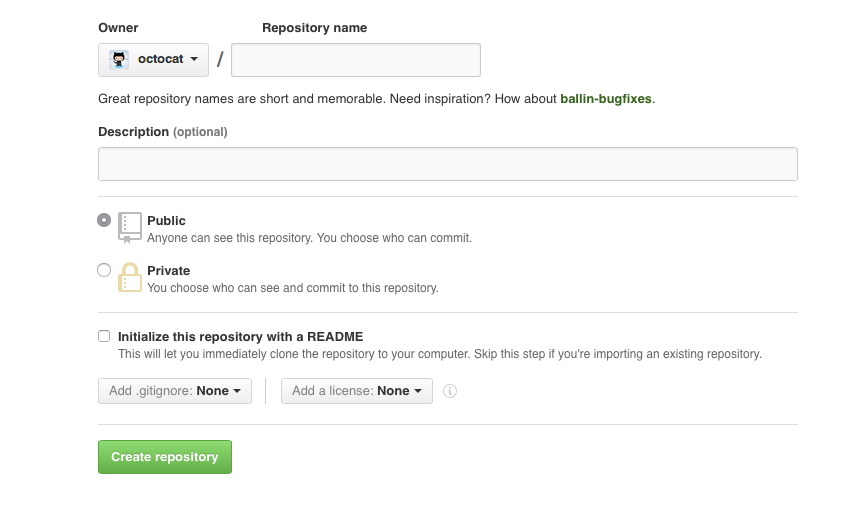 Owner Repository name
octocat /
Great repository names are short and memorable. Need inspiration? How about ballin-bugfixes.
Description (optional)
Public
Anyone can see this repository. You choose who can commit.
Private
You choose who can see and commit to this repository.
Initialize this repository with a README
This will let you immediately clone the repository to your computer. Skip this step if you're importing an existing repository.
Add .gitignore: None Add a license: None
Create repository